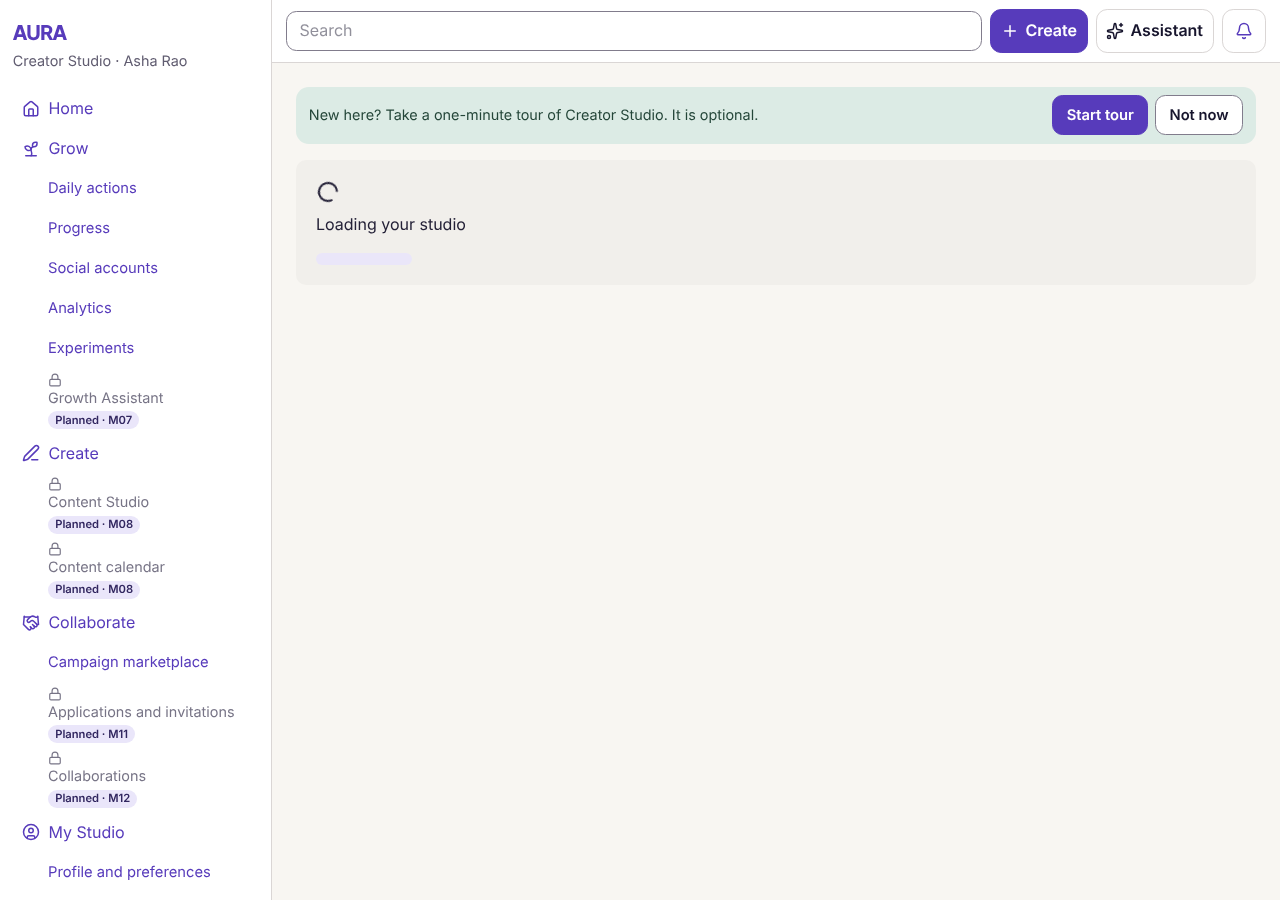 AURA
Creator Studio · Asha Rao
Home
Grow
Daily actions
Progress
Social accounts
Analytics
Experiments
Growth Assistant
Planned · M07
Create
Content Studio
Planned · M08
Content calendar
Planned · M08
Collaborate
Campaign marketplace
Applications and invitations
Planned · M11
Collaborations
Planned · M12
My Studio
Profile and preferences
Search
Create
Assistant
New here? Take a one-minute tour of Creator Studio. It is optional.
Start tour
Not now
Loading your studio